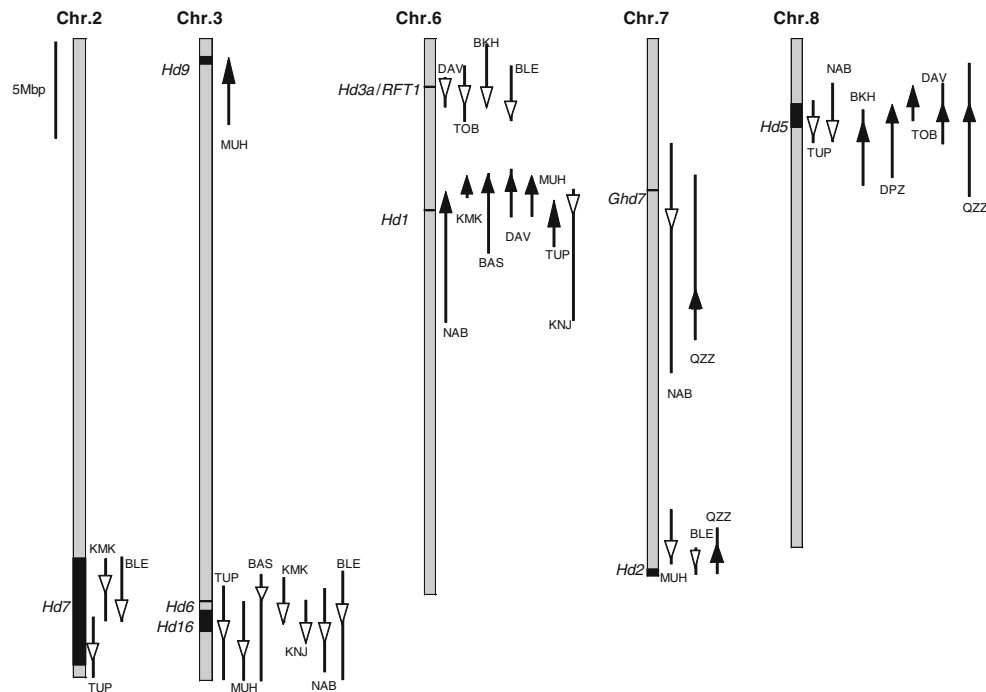 Chr.2
Chr.3
Chr.6
Chr.7
Chr.8
5Mbp
Hd7
KMK
BLE
TUP
Hd9
MUH
Hd6
Hd16
TUP
MUH
BAS
KMK
KNJ
NAB
BLE
Hd3a/RFT1
DAV
TOB
BKH
BLE
Hd1
NAB
KMK
BAS
DAV
MUH
TUP
KNJ
Ghd7
NAB
QZZ
Hd2
MUH
BLE
QZZ
Hd5
TUP
NAB
BKH
DPZ
TOB
DAV
QZZ